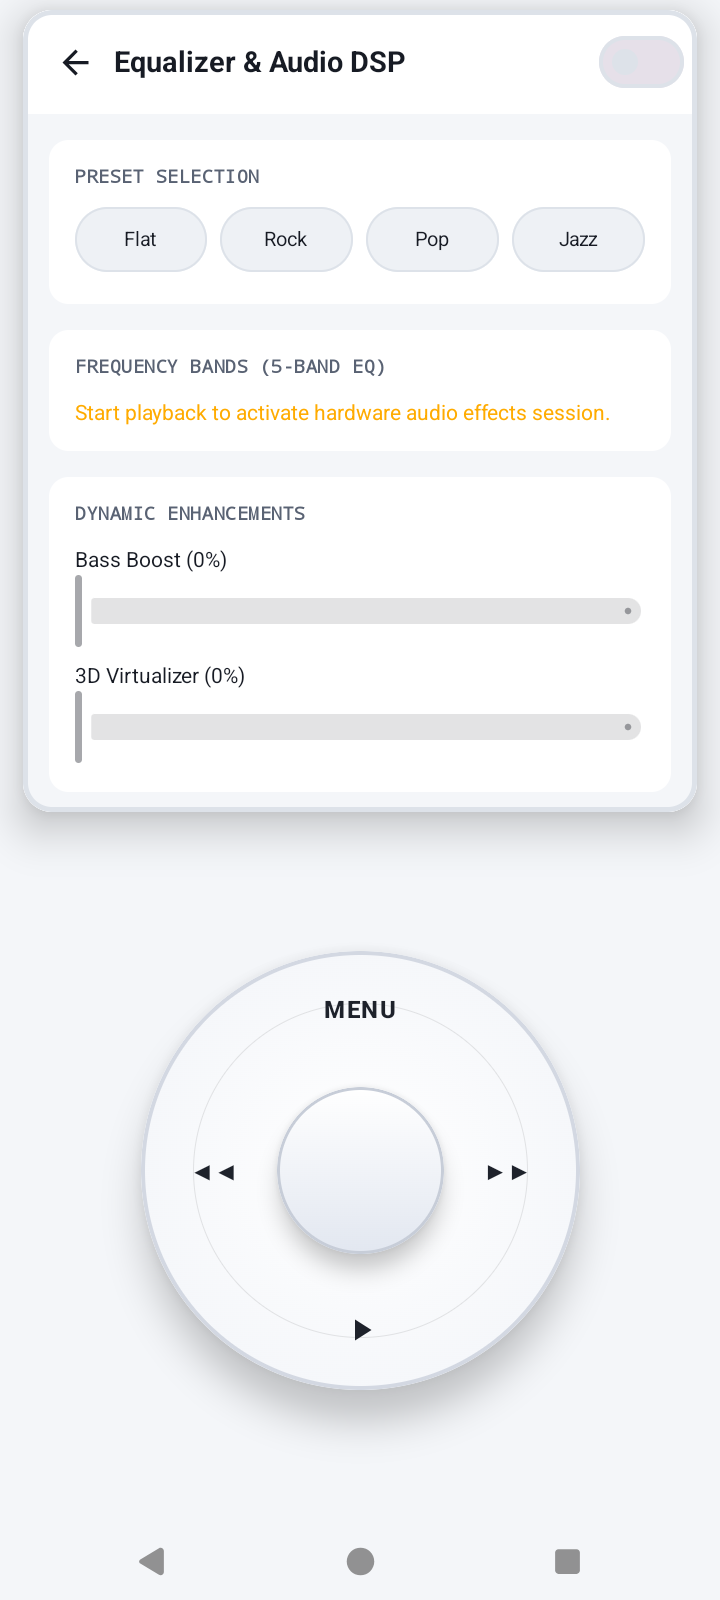 Equalizer & Audio DSP
PRESET SELECTION
Flat
Rock
Pop
Jazz
FREQUENCY BANDS (5-BAND EQ)
Start playback to activate hardware audio effects session.
DYNAMIC ENHANCEMENTS
Bass Boost (0%)
3D Virtualizer (0%)
MENU